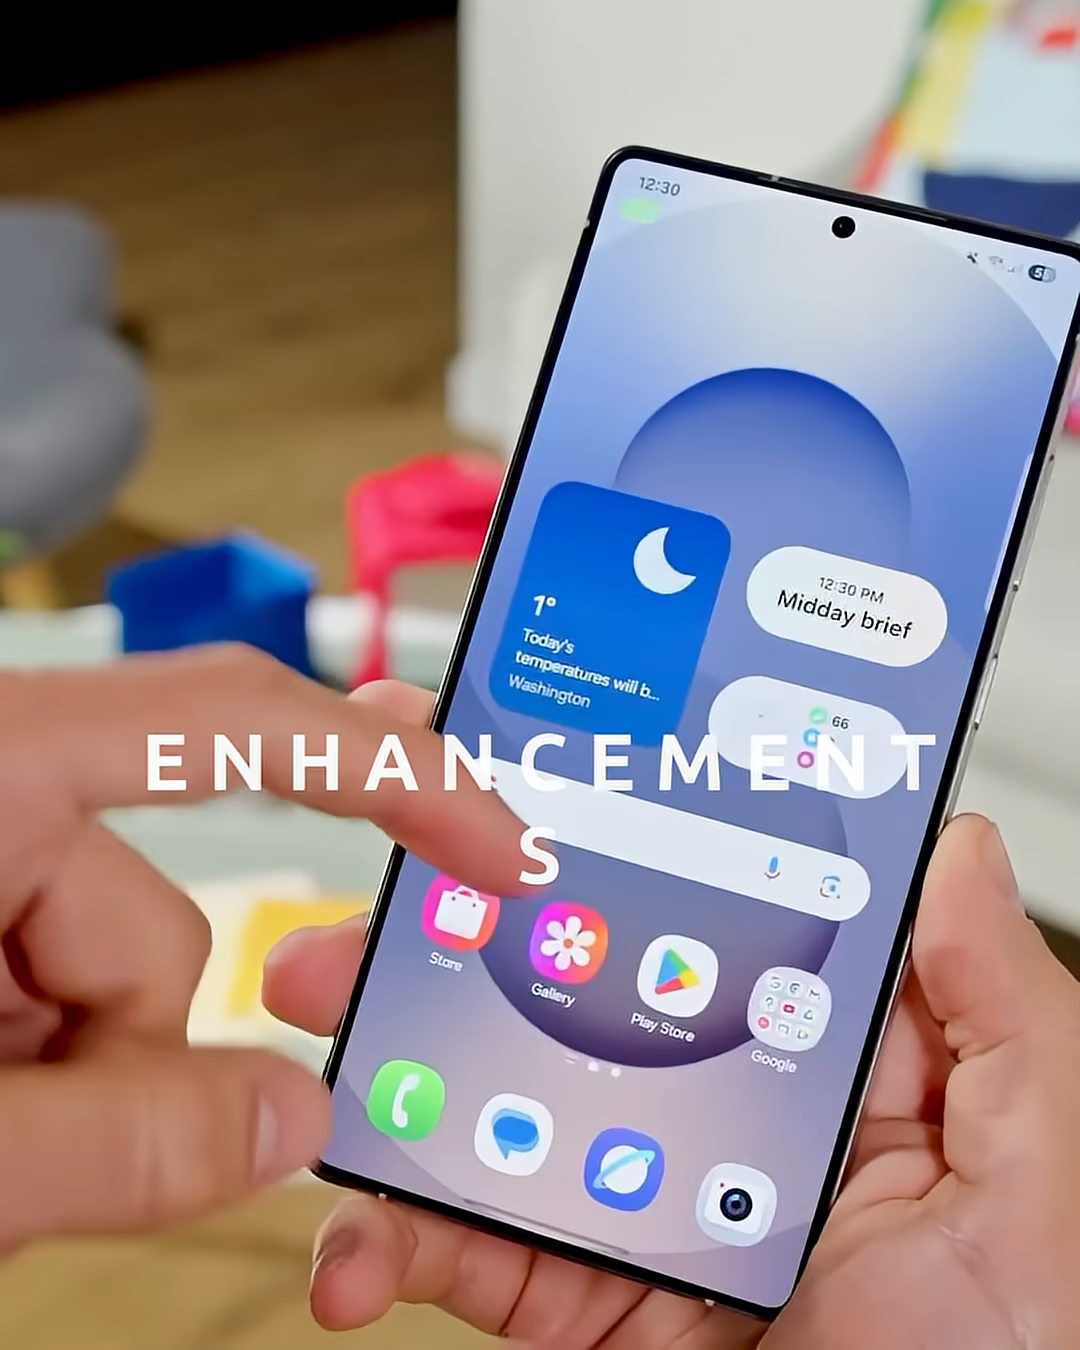 12:30
12:30 PM
Midday brief
1°
Today's
temperatures will b...
Washington
66
ENHANCEMENT
S
Store
Gallery
Play Store
Google